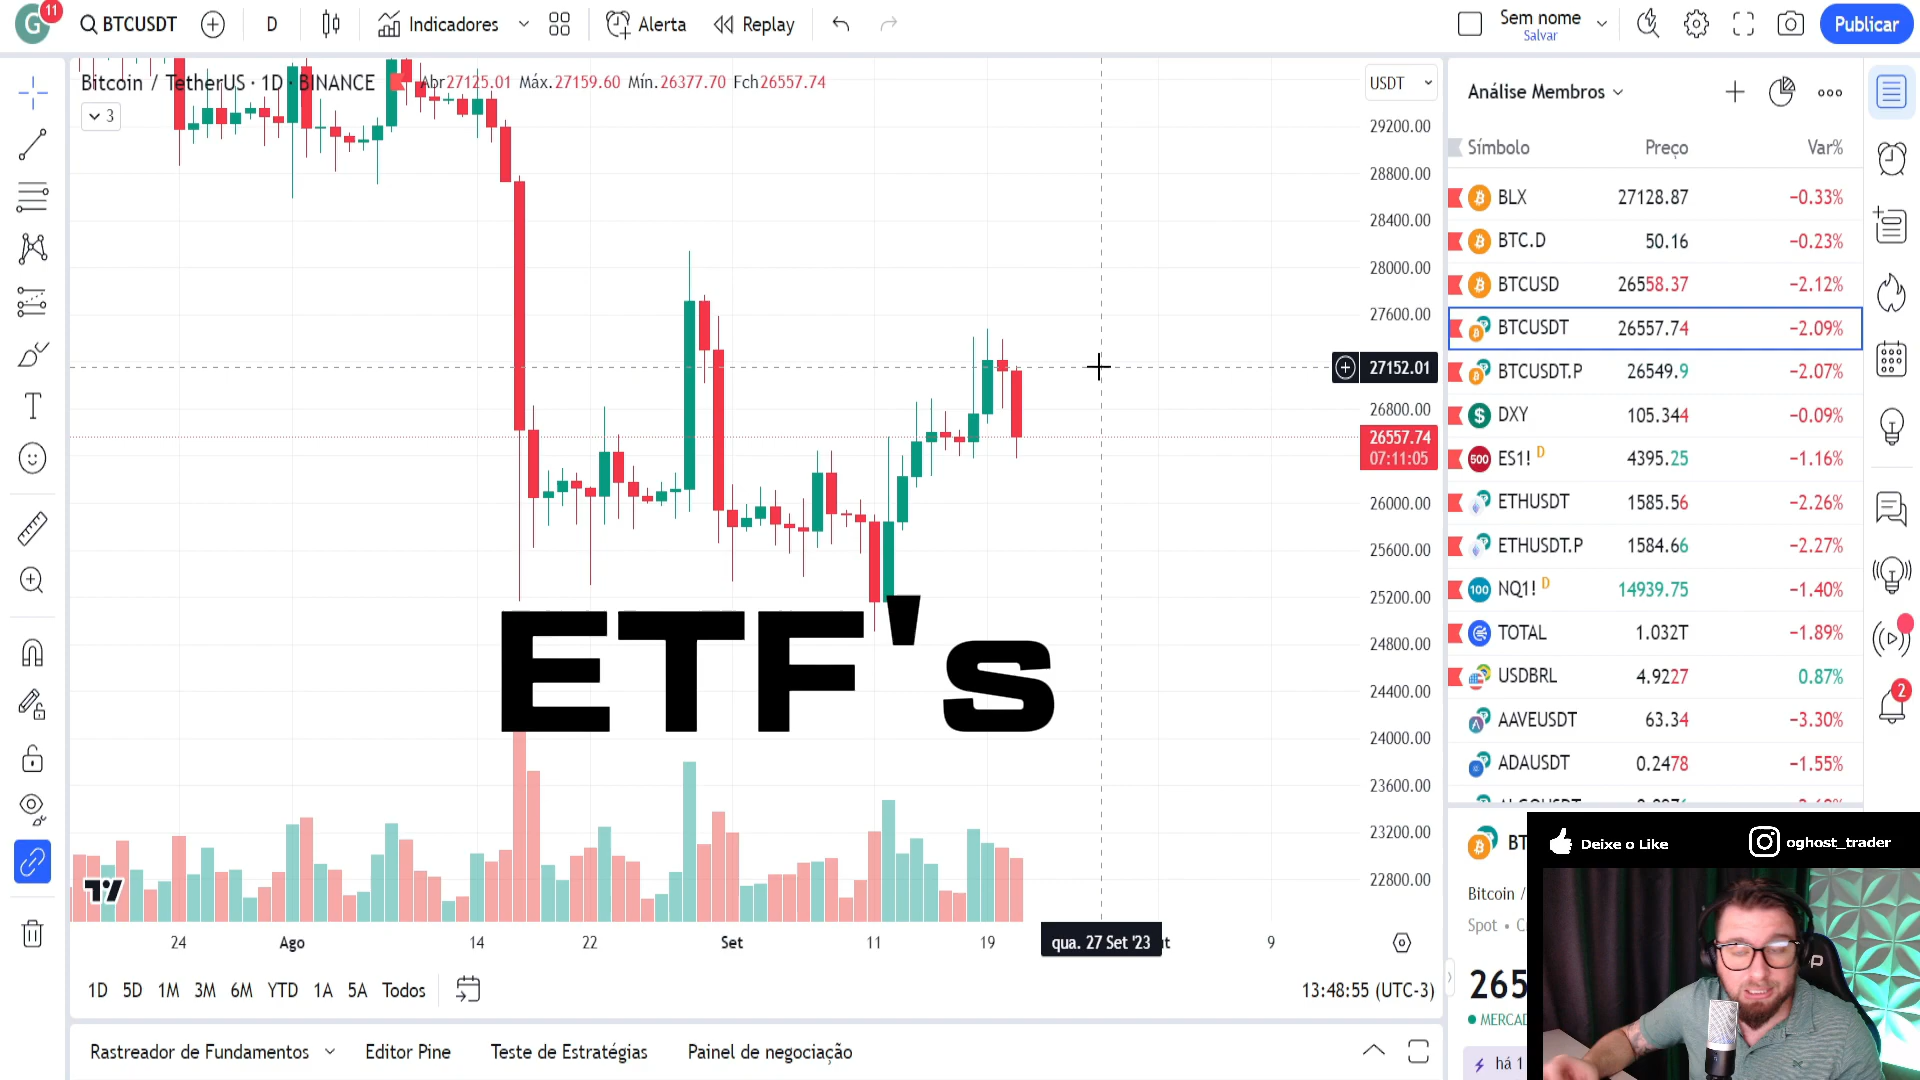 G
11
BTCUSDT
D
Indicadores
Alerta
Replay
Sem nome
Salvar
Publicar
Bitcoin / TetherUS · 1D · BINANCE
Abr27125.01 Máx.27159.60 Mín.26377.70 Fch26557.74
3
USDT
29200.00
28800.00
28400.00
28000.00
27600.00
27152.01
26800.00
26557.74
07:11:05
26000.00
25600.00
25200.00
24800.00
24400.00
24000.00
23600.00
23200.00
22800.00
ETF's
24
Ago
14
22
Set
11
19
qua. 27 Set '23
9
1D
5D
1M
3M
6M
YTD
1A
5A
Todos
13:48:55 (UTC-3)
Rastreador de Fundamentos
Editor Pine
Teste de Estratégias
Painel de negociação
Análise Membros
Símbolo Preço Var%
BLX 27128.87 −0.33%
BTC.D 50.16 −0.23%
BTCUSD 26558.37 −2.12%
BTCUSDT 26557.74 −2.09%
BTCUSDT.P 26549.9 −2.07%
DXY 105.344 −0.09%
500 ES1! D 4395.25 −1.16%
ETHUSDT 1585.56 −2.26%
ETHUSDT.P 1584.66 −2.27%
100 NQ1! D 14939.75 −1.40%
TOTAL 1.032T −1.89%
USDBRL 4.9227 0.87%
AAVEUSDT 63.34 −3.30%
ADAUSDT 0.2478 −1.55%
2
BT
Deixe o Like
oghost_trader
Bitcoin /
Spot • C
265
MERCAD
há 1